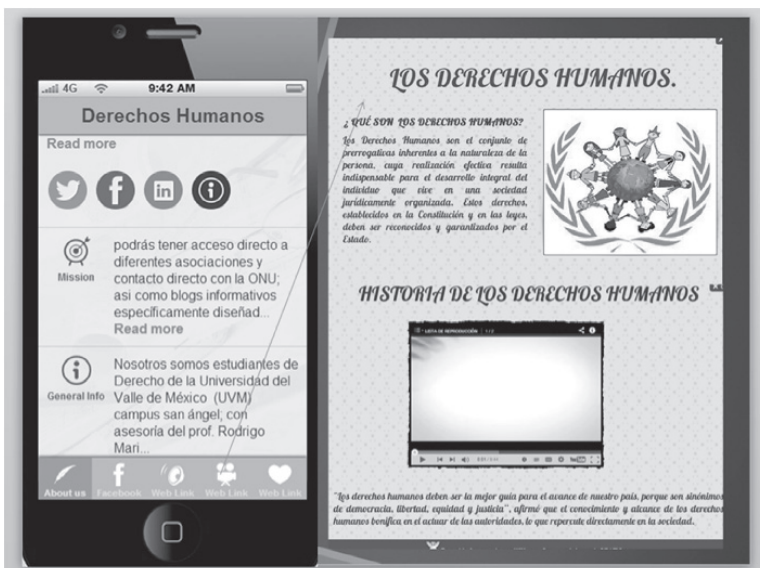 4G 9:42 AM
Derechos Humanos
Read more
podrás tener acceso directo a
diferentes asociaciones y
contacto directo con la ONU;
asi como blogs informativos
específicamente diseñad...
Read more
Mission
Nosotros somos estudiantes de
Derecho de la Universidad del
Valle de México (UVM)
campus san ángel; con
asesoría del prof. Rodrigo
Mari...
General Info
About us Facebook Web Link Web Link Web Link
LOS DERECHOS HUMANOS.
¿ QUÉ SON LOS DERECHOS HUMANOS?
Los Derechos Humanos son el conjunto de
prerrogativas inherentes a la naturaleza de la
persona, cuya realización efectiva resulta
indispensable para el desarrollo integral del
individuo que vive en una sociedad
jurídicamente organizada. Estos derechos,
establecidos en la Constitución y en las leyes,
deben ser reconocidos y garantizados por el
Estado.
HISTORIA DE LOS DERECHOS HUMANOS
LISTA DE REPRODUCCIÓN 1/2
"Los derechos humanos deben ser la mejor guía para el avance de nuestro país, porque son sinónimos
de democracia, libertad, equidad y justicia", afirmó que el conocimiento y alcance de los derechos
humanos bonifica en el actuar de las autoridades, lo que repercute directamente en la sociedad.